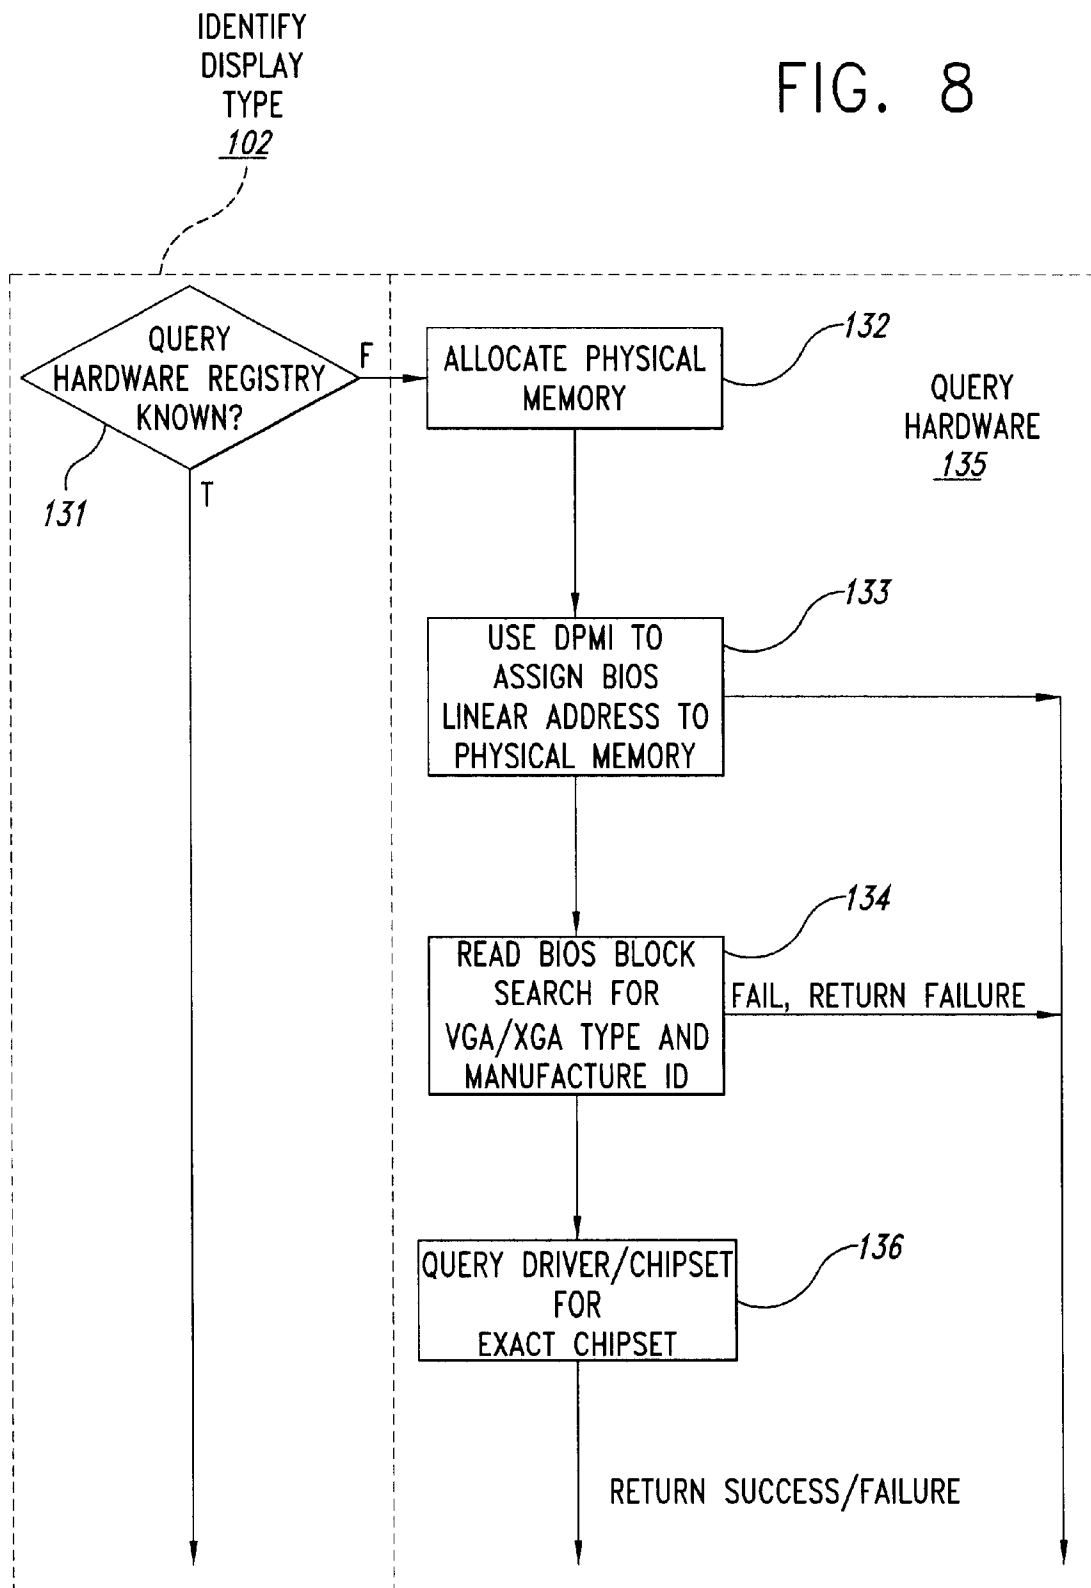 IDENTIFY
DISPLAY
TYPE
102
FIG. 8
QUERY
HARDWARE REGISTRY
KNOWN?
F
T
131
ALLOCATE PHYSICAL
MEMORY
132
QUERY
HARDWARE
135
USE DPMI TO
ASSIGN BIOS
LINEAR ADDRESS TO
PHYSICAL MEMORY
133
READ BIOS BLOCK
SEARCH FOR
VGA/XGA TYPE AND
MANUFACTURE ID
134
FAIL, RETURN FAILURE
QUERY DRIVER/CHIPSET
FOR
EXACT CHIPSET
136
RETURN SUCCESS/FAILURE